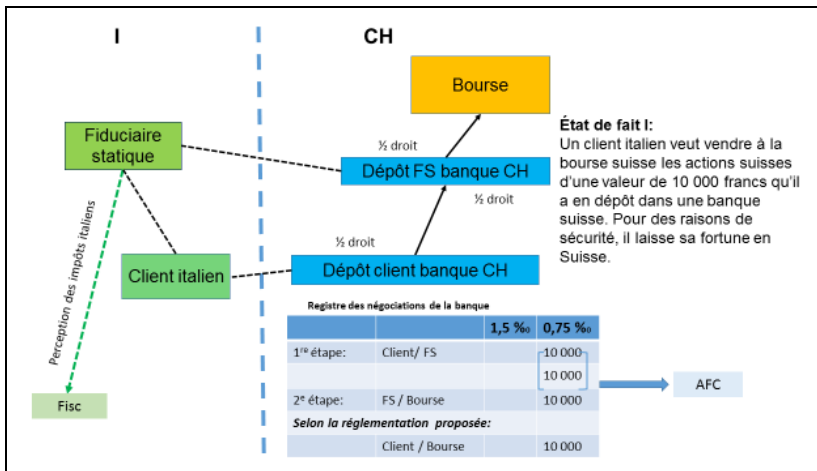 I
CH
Bourse
Fiduciaire
statique
½ droit
Dépôt FS banque CH
½ droit
½ droit
Client italien
Dépôt client banque CH
Perception des impôts italiens
Fisc
État de fait I:
Un client italien veut vendre à la
bourse suisse les actions suisses
d'une valeur de 10 000 francs qu'il
a en dépôt dans une banque
suisse. Pour des raisons de
sécurité, il laisse sa fortune en
Suisse.
Registre des négociations de la banque
1,5 ‰ 0,75 ‰
1re étape: Client/ FS 10 000
10 000
2e étape: FS / Bourse 10 000
Selon la réglementation proposée:
Client / Bourse 10 000
AFC